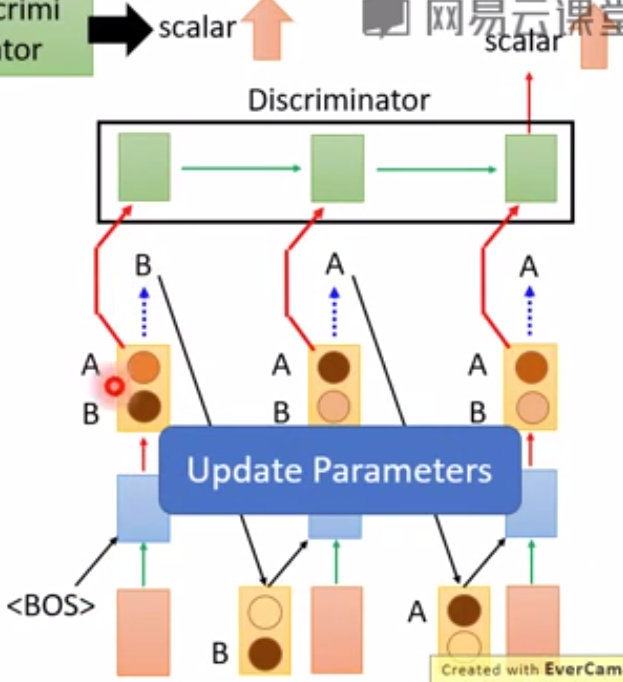 crimi
ator
scalar
网易云课堂
scalar
Discriminator
B
A
A
A
B
A
B
A
B
Update Parameters
<BOS>
B
A
Created with EverCam